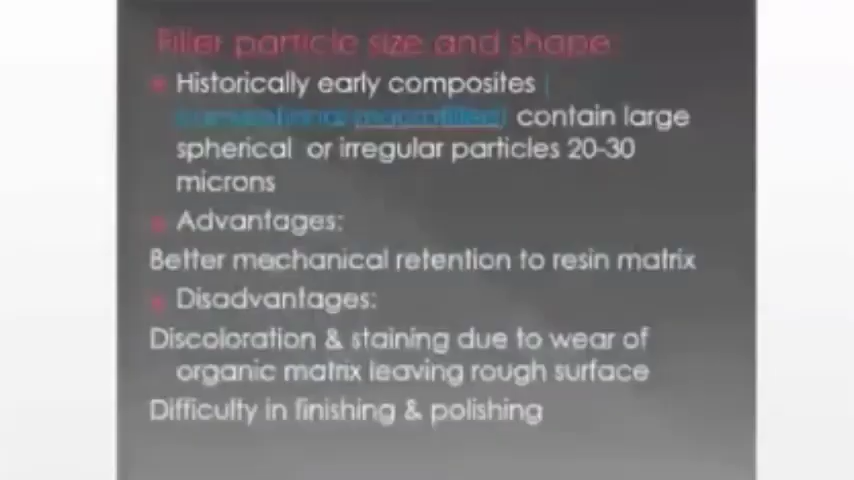 Filler particle size and shape:
Historically early composites (
conventional macrofilled) contain large
spherical or irregular particles 20-30
microns
Advantages:
Better mechanical retention to resin matrix
Disadvantages:
Discoloration & staining due to wear of
organic matrix leaving rough surface
Difficulty in finishing & polishing